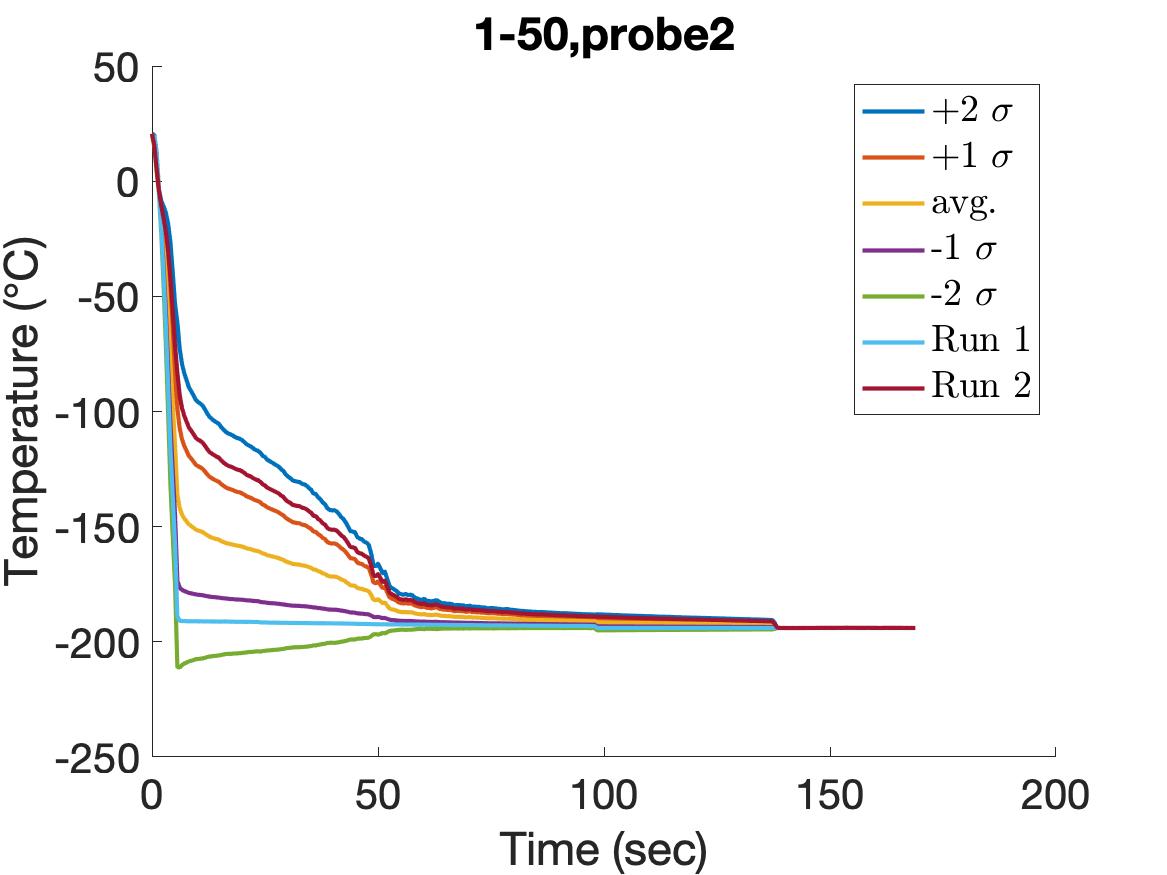 1-50,probe2
50
0
-50
-100
-150
-200
-250
Temperature (°C)
0
50
100
150
200
Time (sec)
+2 σ
+1 σ
avg.
-1 σ
-2 σ
Run 1
Run 2